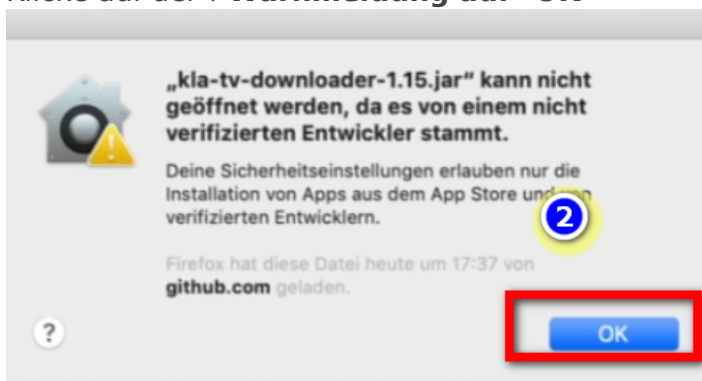 „kla-tv-downloader-1.15.jar“ kann nicht
geöffnet werden, da es von einem nicht
verifizierten Entwickler stammt.
Deine Sicherheitseinstellungen erlauben nur die
Installation von Apps aus dem App Store und von
verifizierten Entwicklern.
2
Firefox hat diese Datei heute um 17:37 von
github.com geladen.
?
OK